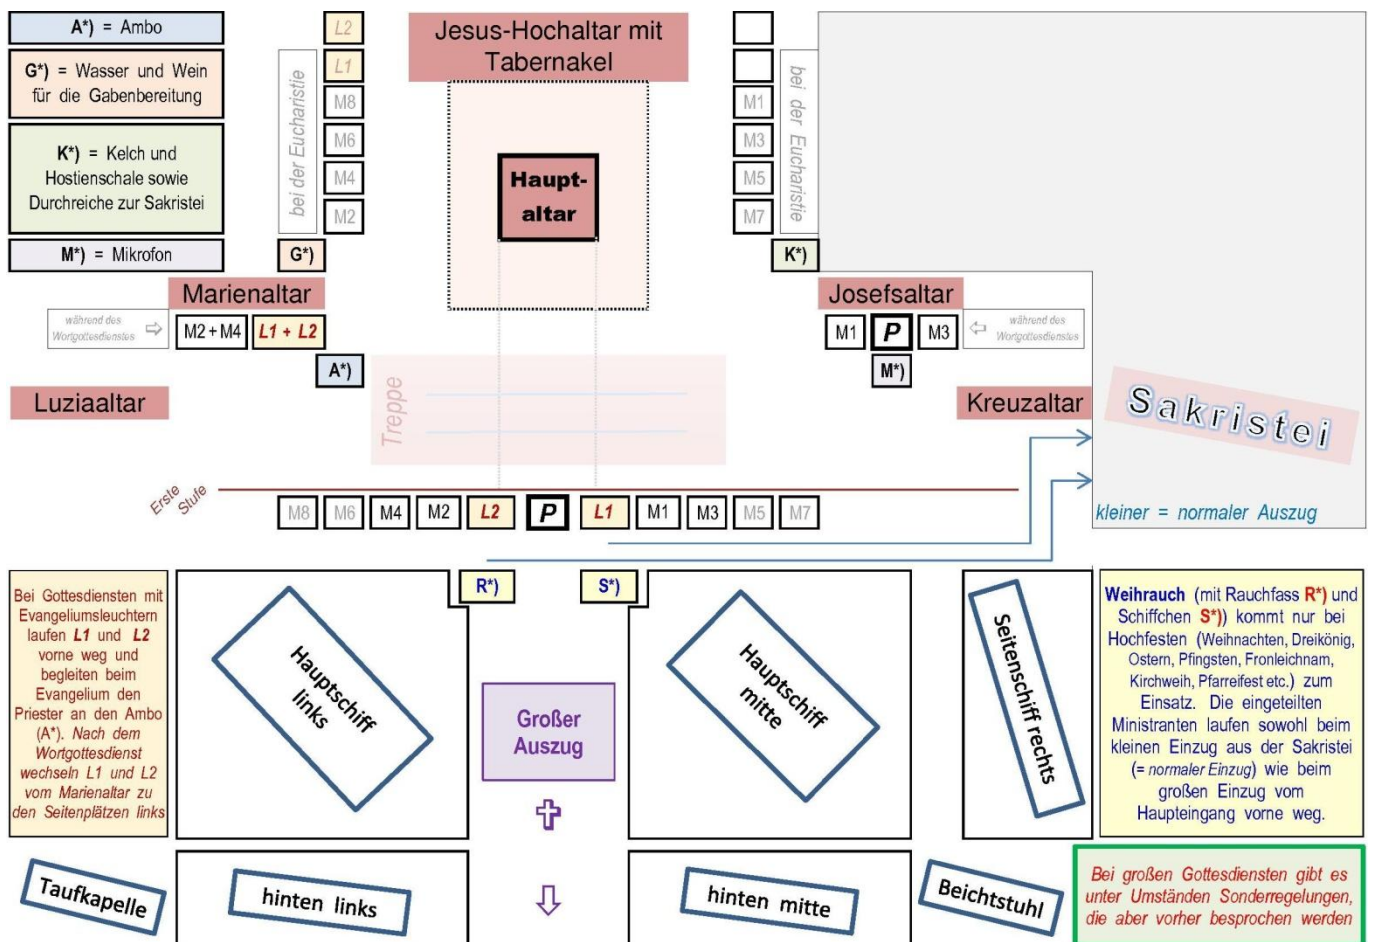 A*) = Ambo
G*) = Wasser und Wein
für die Gabenbereitung
K*) = Kelch und
Hostienschale sowie
Durchreiche zur Sakristei
M*) = Mikrofon
bei der Eucharistie
L2
L1
M8
M6
M4
M2
G*)
Jesus-Hochaltar mit
Tabernakel
Haupt-
altar
M1
M3
M5
M7
K*)
bei der Eucharistie
Marienaltar
während des
Wortgottesdienstes
M2 + M4
L1 + L2
A*)
Josefsaltar
M1
P
M3
während des
Wortgottesdienstes
M*)
Luziaaltar
Treppe
Kreuzaltar
Sakristei
Erste
Stufe
M8
M6
M4
M2
L2
P
L1
M1
M3
M5
M7
kleiner = normaler Auszug
R*)
S*)
Bei Gottesdiensten mit
Evangeliumsleuchtern
laufen L1 und L2
vorne weg und
begleiten beim
Evangelium den
Priester an den Ambo
(A*). Nach dem
Wortgottesdienst
wechseln L1 und L2
vom Marienaltar zu
den Seitenplätzen links
Hauptschiff
links
Großer
Auszug
Hauptschiff
mitte
Seitenschiff rechts
Weihrauch (mit Rauchfass R*) und
Schiffchen S*)) kommt nur bei
Hochfesten (Weihnachten, Dreikönig,
Ostern, Pfingsten, Fronleichnam,
Kirchweih, Pfarreifest etc.) zum
Einsatz. Die eingeteilten
Ministranten laufen sowohl beim
kleinen Einzug aus der Sakristei
(= normaler Einzug) wie beim
großen Einzug vom
Haupteingang vorne weg.
Taufkapelle
hinten links
hinten mitte
Beichtstuhl
Bei großen Gottesdiensten gibt es
unter Umständen Sonderregelungen,
die aber vorher besprochen werden